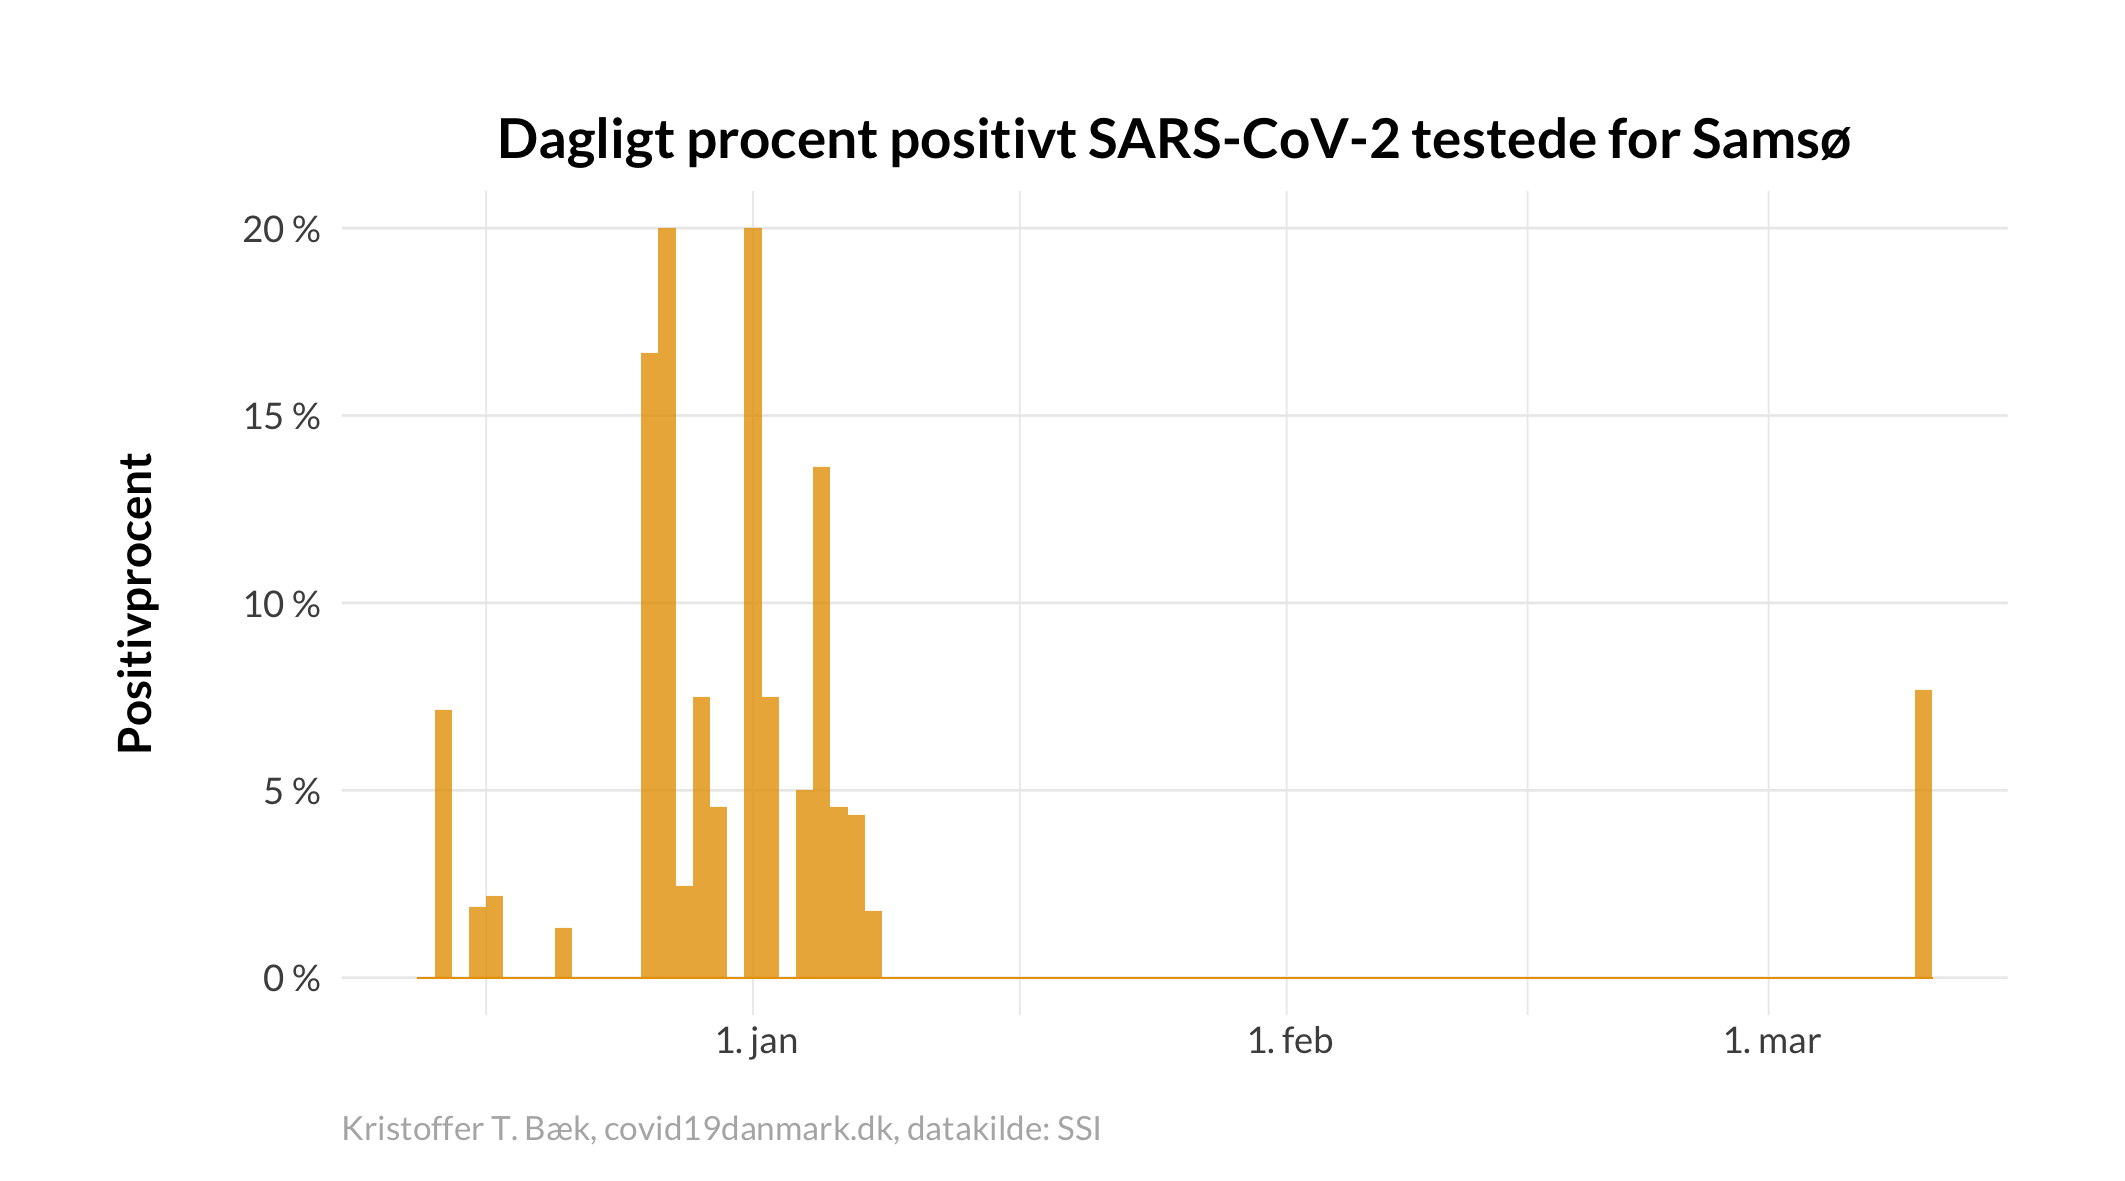 Dagligt procent positivt SARS-CoV-2 testede for Samsø
Positivprocent
20 %
15 %
10 %
5 %
0 %
1. jan
1. feb
1. mar
Kristoffer T. Bæk, covid19danmark.dk, datakilde: SSI